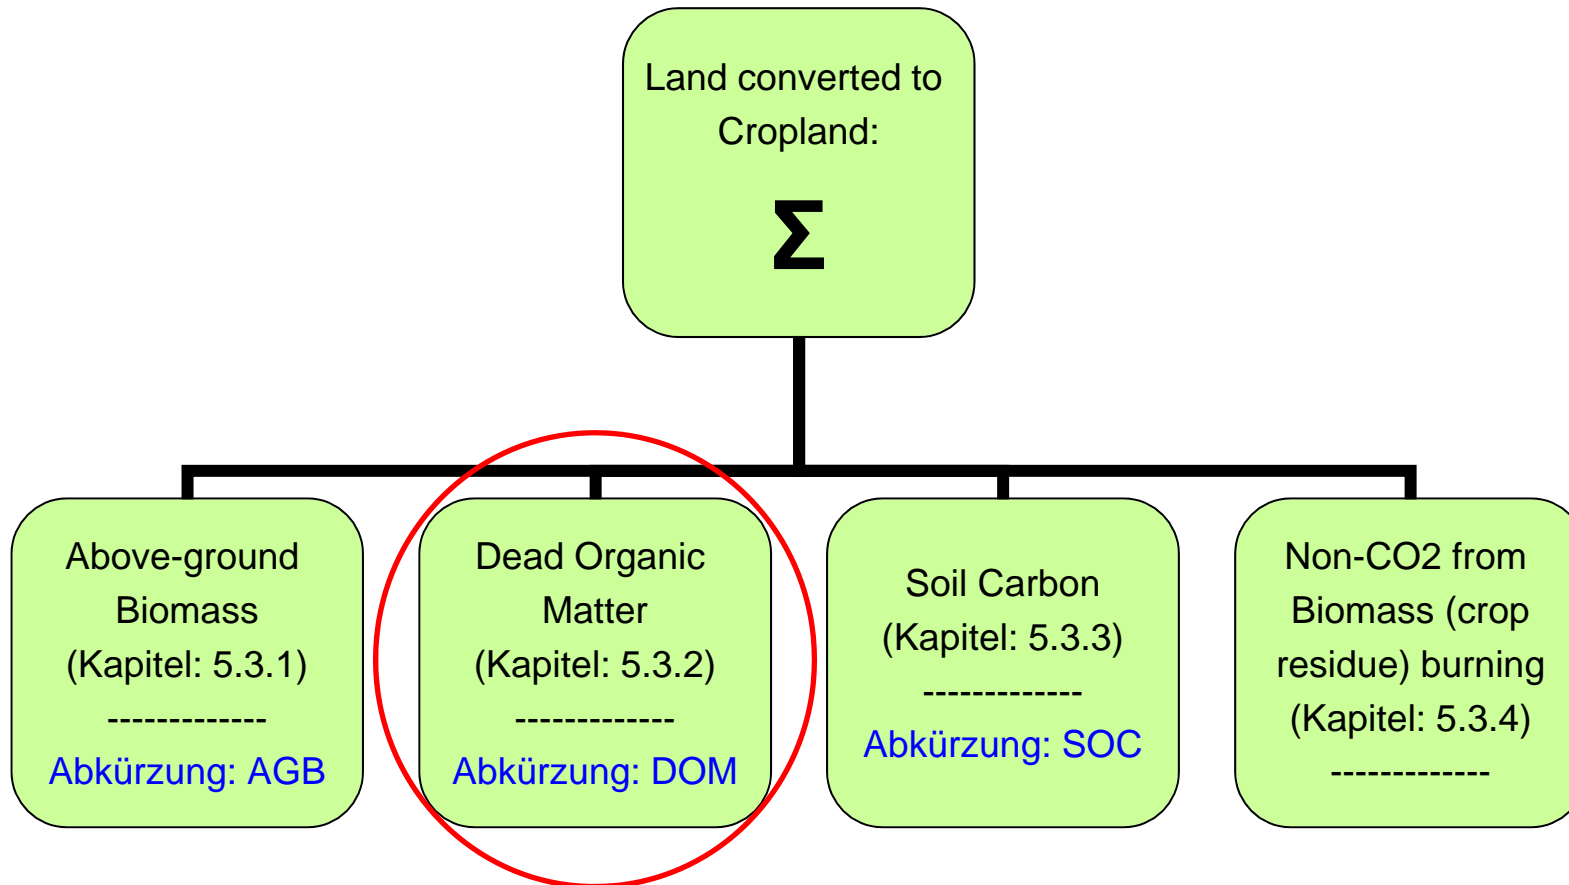 Land converted to
Cropland:
Σ
Above-ground
Biomass
(Kapitel: 5.3.1)
-------------
Abkürzung: AGB
Dead Organic
Matter
(Kapitel: 5.3.2)
-------------
Abkürzung: DOM
Soil Carbon
(Kapitel: 5.3.3)
-------------
Abkürzung: SOC
Non-CO2 from
Biomass (crop
residue) burning
(Kapitel: 5.3.4)
-------------